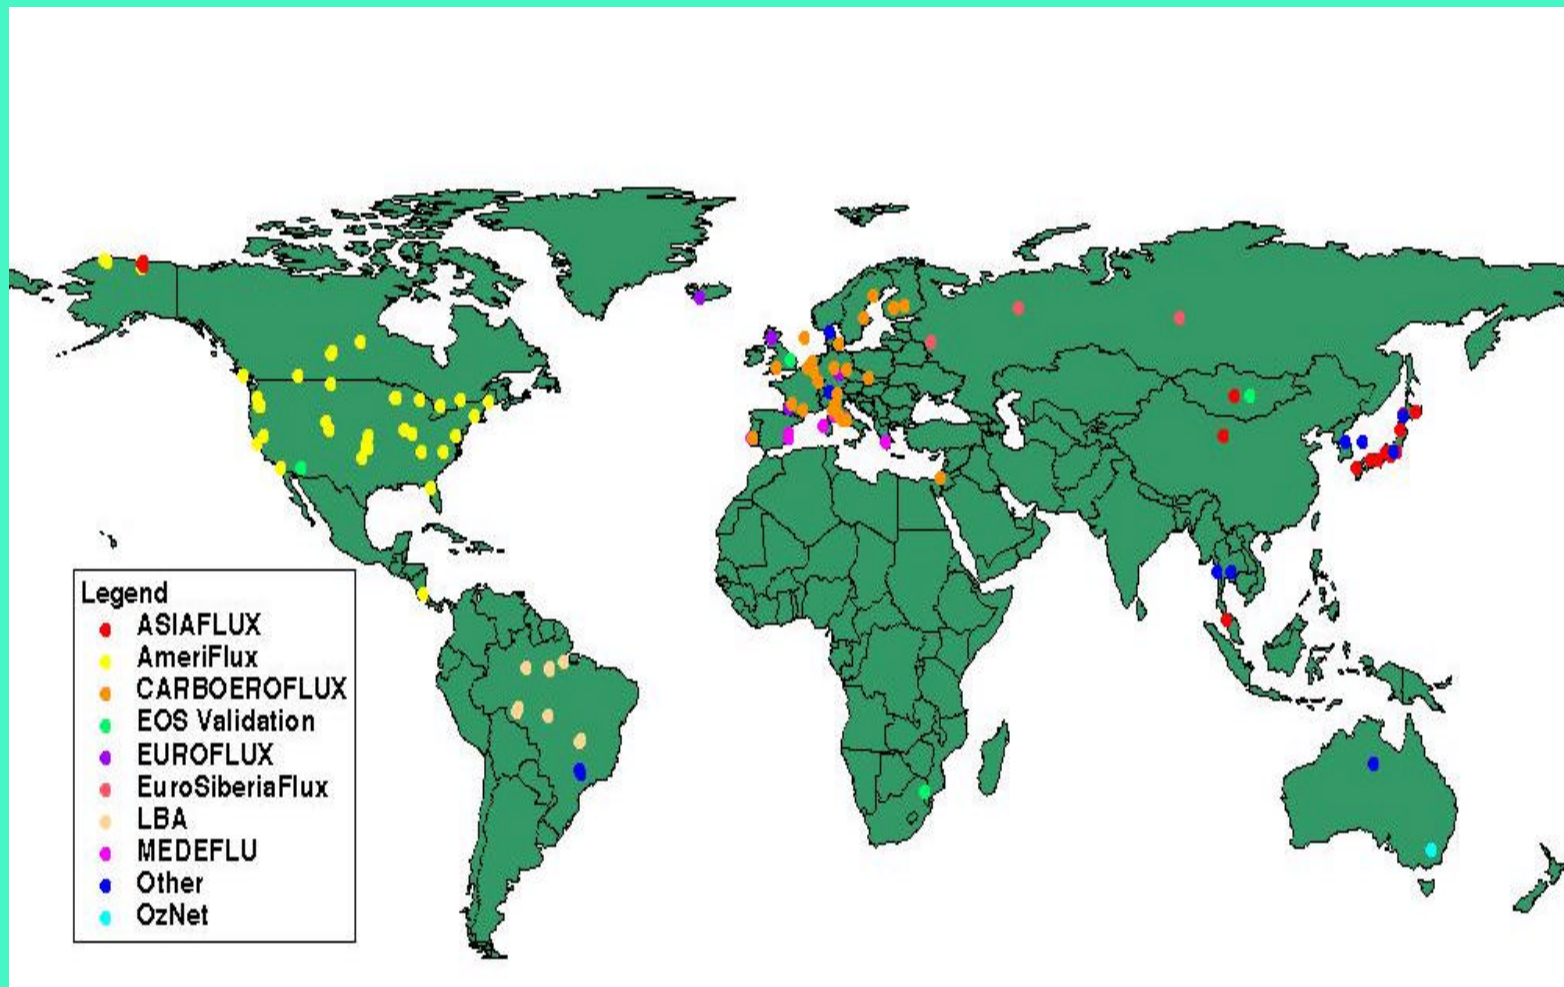 Legend
ASIAFLUX
AmeriFlux
CARBOEROFLUX
EOS Validation
EUROFLUX
EuroSiberiaFlux
LBA
MEDEFLU
Other
OzNet